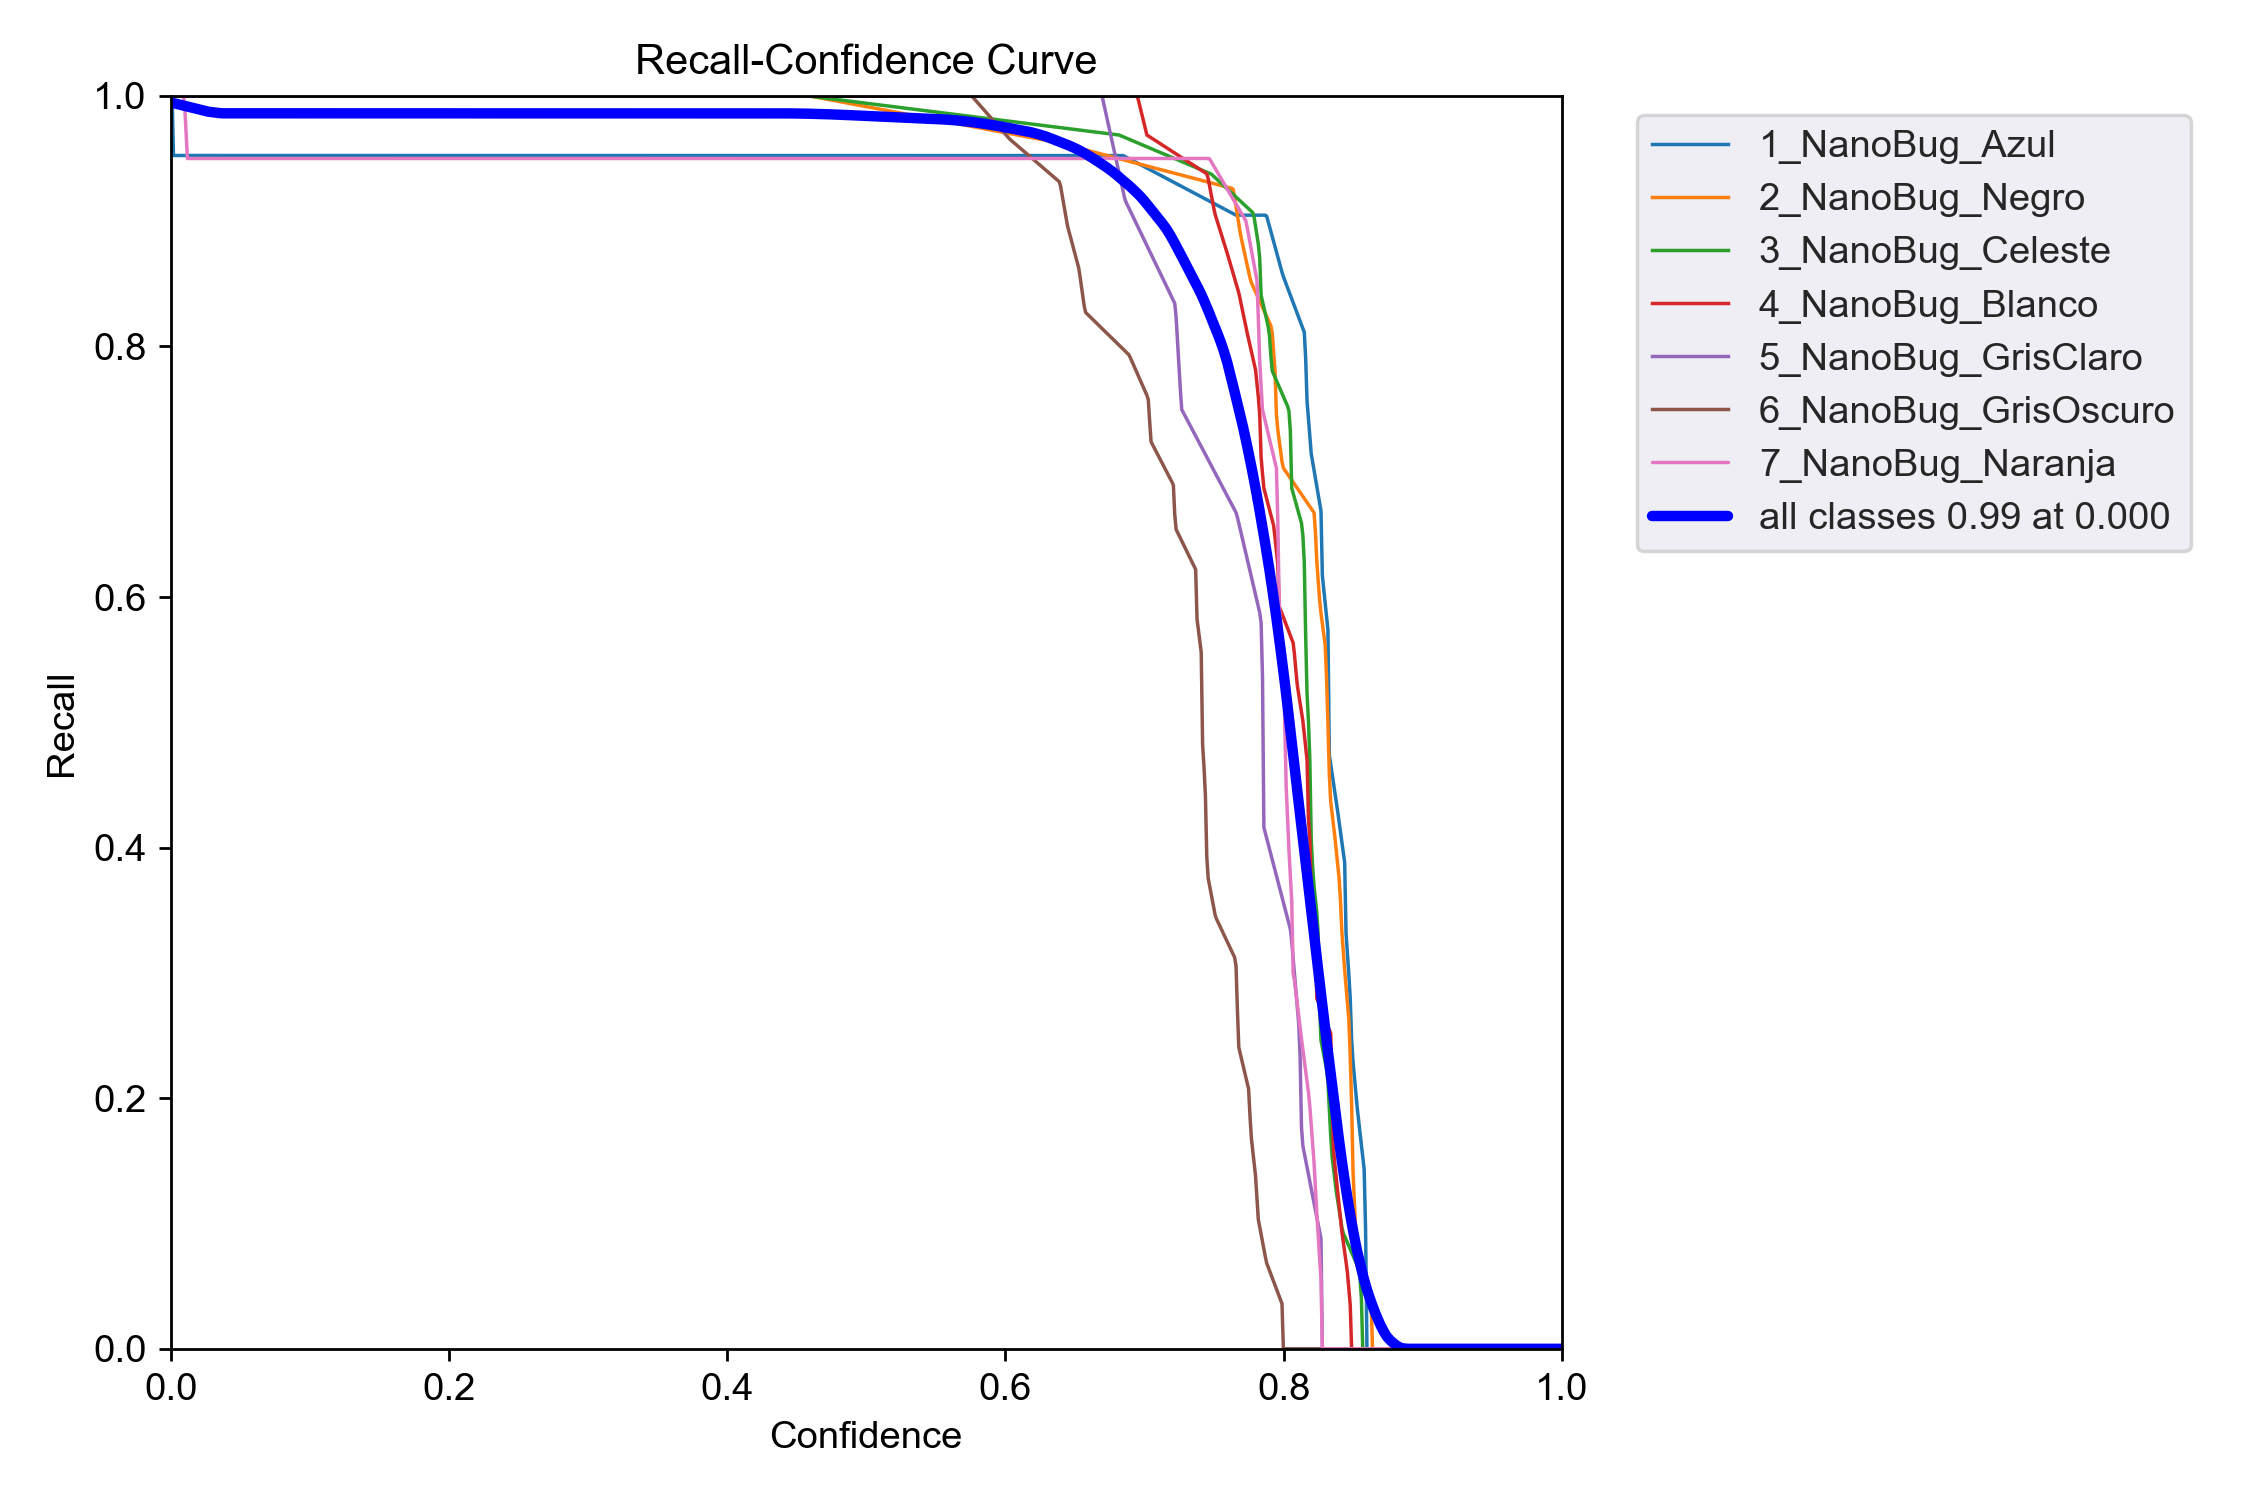 Recall-Confidence Curve
1.0
0.8
0.6
0.4
0.2
0.0
Recall
0.0 0.2 0.4 0.6 0.8 1.0
Confidence
1_NanoBug_Azul
2_NanoBug_Negro
3_NanoBug_Celeste
4_NanoBug_Blanco
5_NanoBug_GrisClaro
6_NanoBug_GrisOscuro
7_NanoBug_Naranja
all classes 0.99 at 0.000